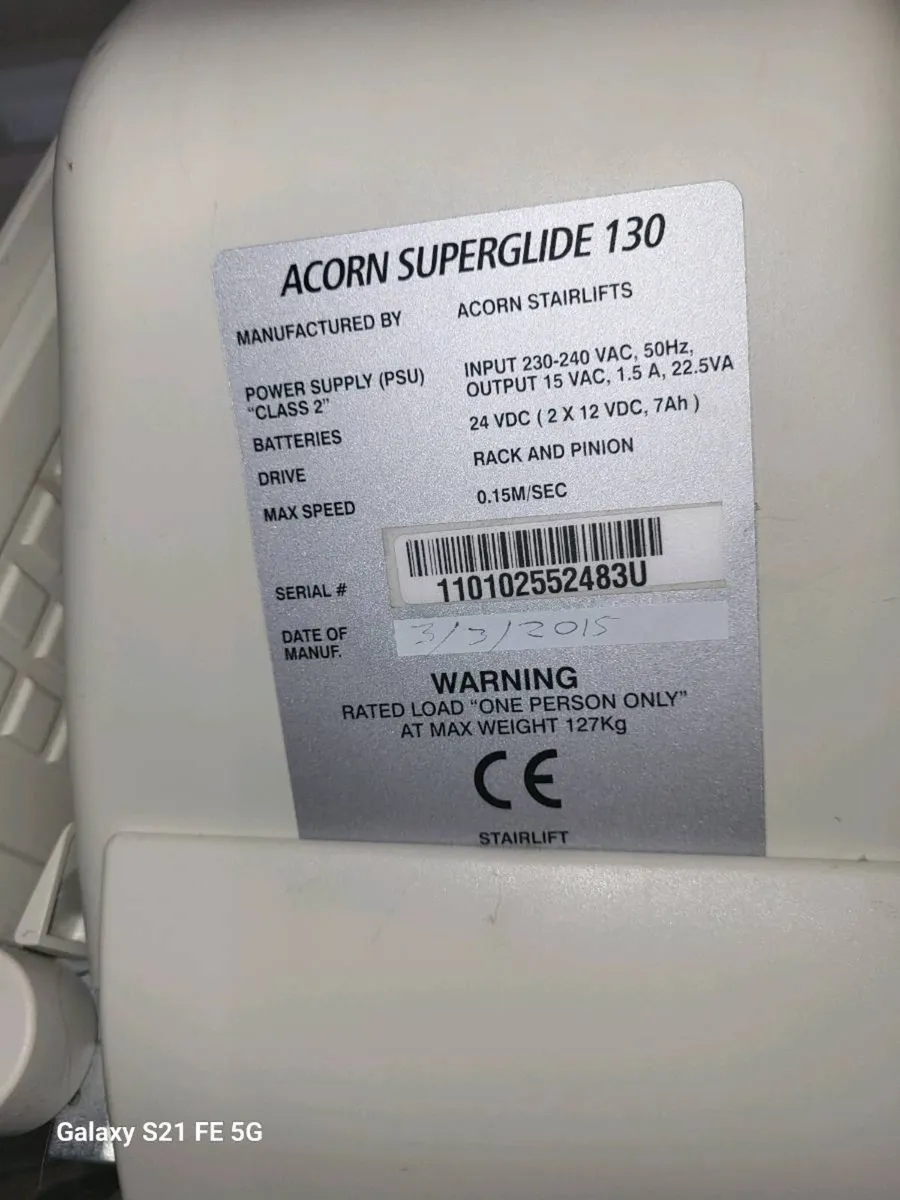 ACORN SUPERGLIDE 130
MANUFACTURED BY ACORN STAIRLIFTS
POWER SUPPLY (PSU) INPUT 230-240 VAC, 50Hz,
"CLASS 2" OUTPUT 15 VAC, 1.5 A, 22.5VA
BATTERIES 24 VDC ( 2 X 12 VDC, 7Ah )
DRIVE RACK AND PINION
MAX SPEED 0.15M/SEC
SERIAL # 110102552483U
DATE OF
MANUF. 3/3/2015
WARNING
RATED LOAD "ONE PERSON ONLY"
AT MAX WEIGHT 127Kg
CE
STAIRLIFT
Galaxy S21 FE 5G